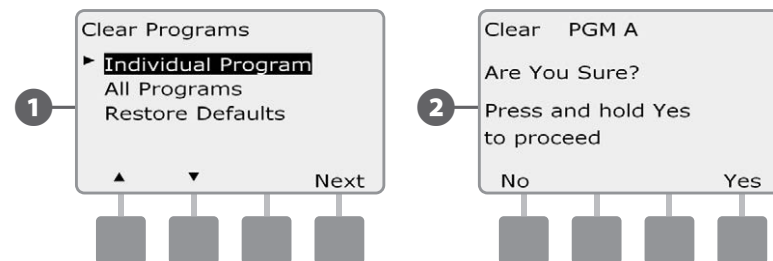 Clear Programs
► Individual Program
All Programs
Restore Defaults
▲ ▼ Next
1
Clear PGM A
Are You Sure?
Press and hold Yes
to proceed
No Yes
2